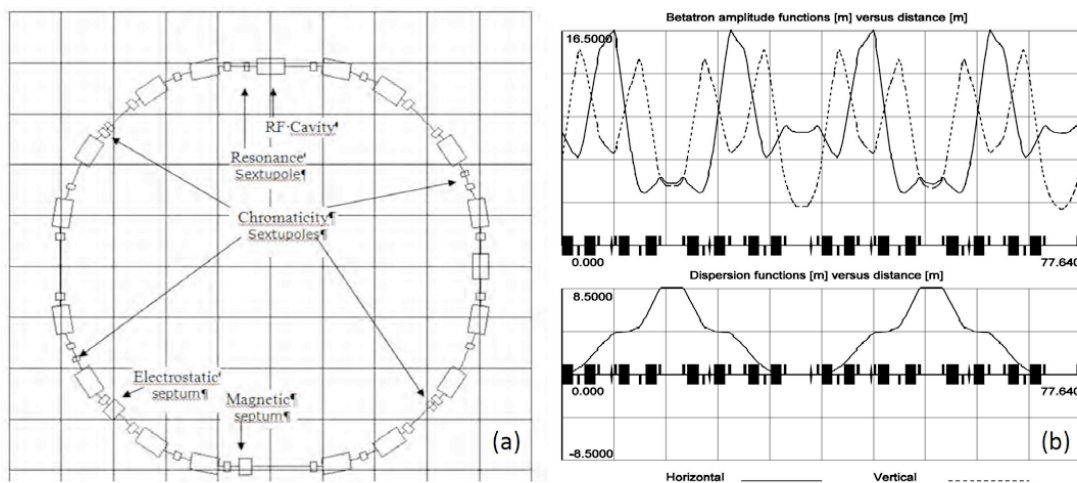 RF·Cavity¶
Resonance¶
Sextupole¶
Chromaticity¶
Sextupoles¶
Electrostatic¶
septum¶
Magnetic¶
septum¶
(a)
Betatron amplitude functions [m] versus distance [m]
16.5000
0.000
77.640
Dispersion functions [m] versus distance [m]
8.5000
0.000
77.640
-8.5000
(b)
Horizontal
Vertical